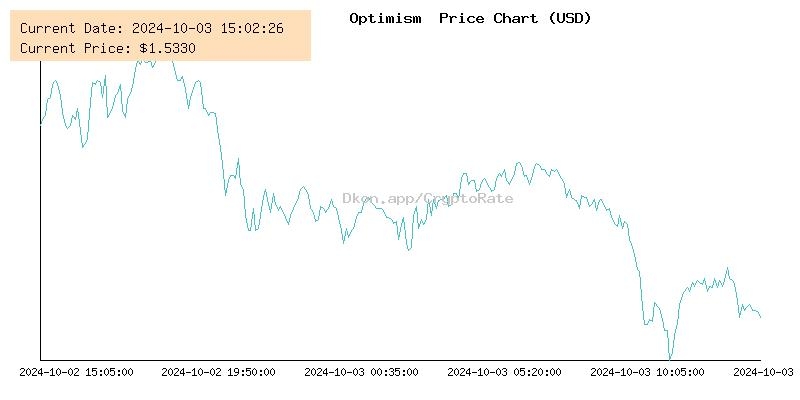 Optimism  Price Chart (USD)
Current Date: 2024-10-03 15:02:26
Current Price: $1.5330
Dkon.app/CryptoRate
2024-10-02 15:05:00 2024-10-02 19:50:00 2024-10-03 00:35:00 2024-10-03 05:20:00 2024-10-03 10:05:00 2024-10-03